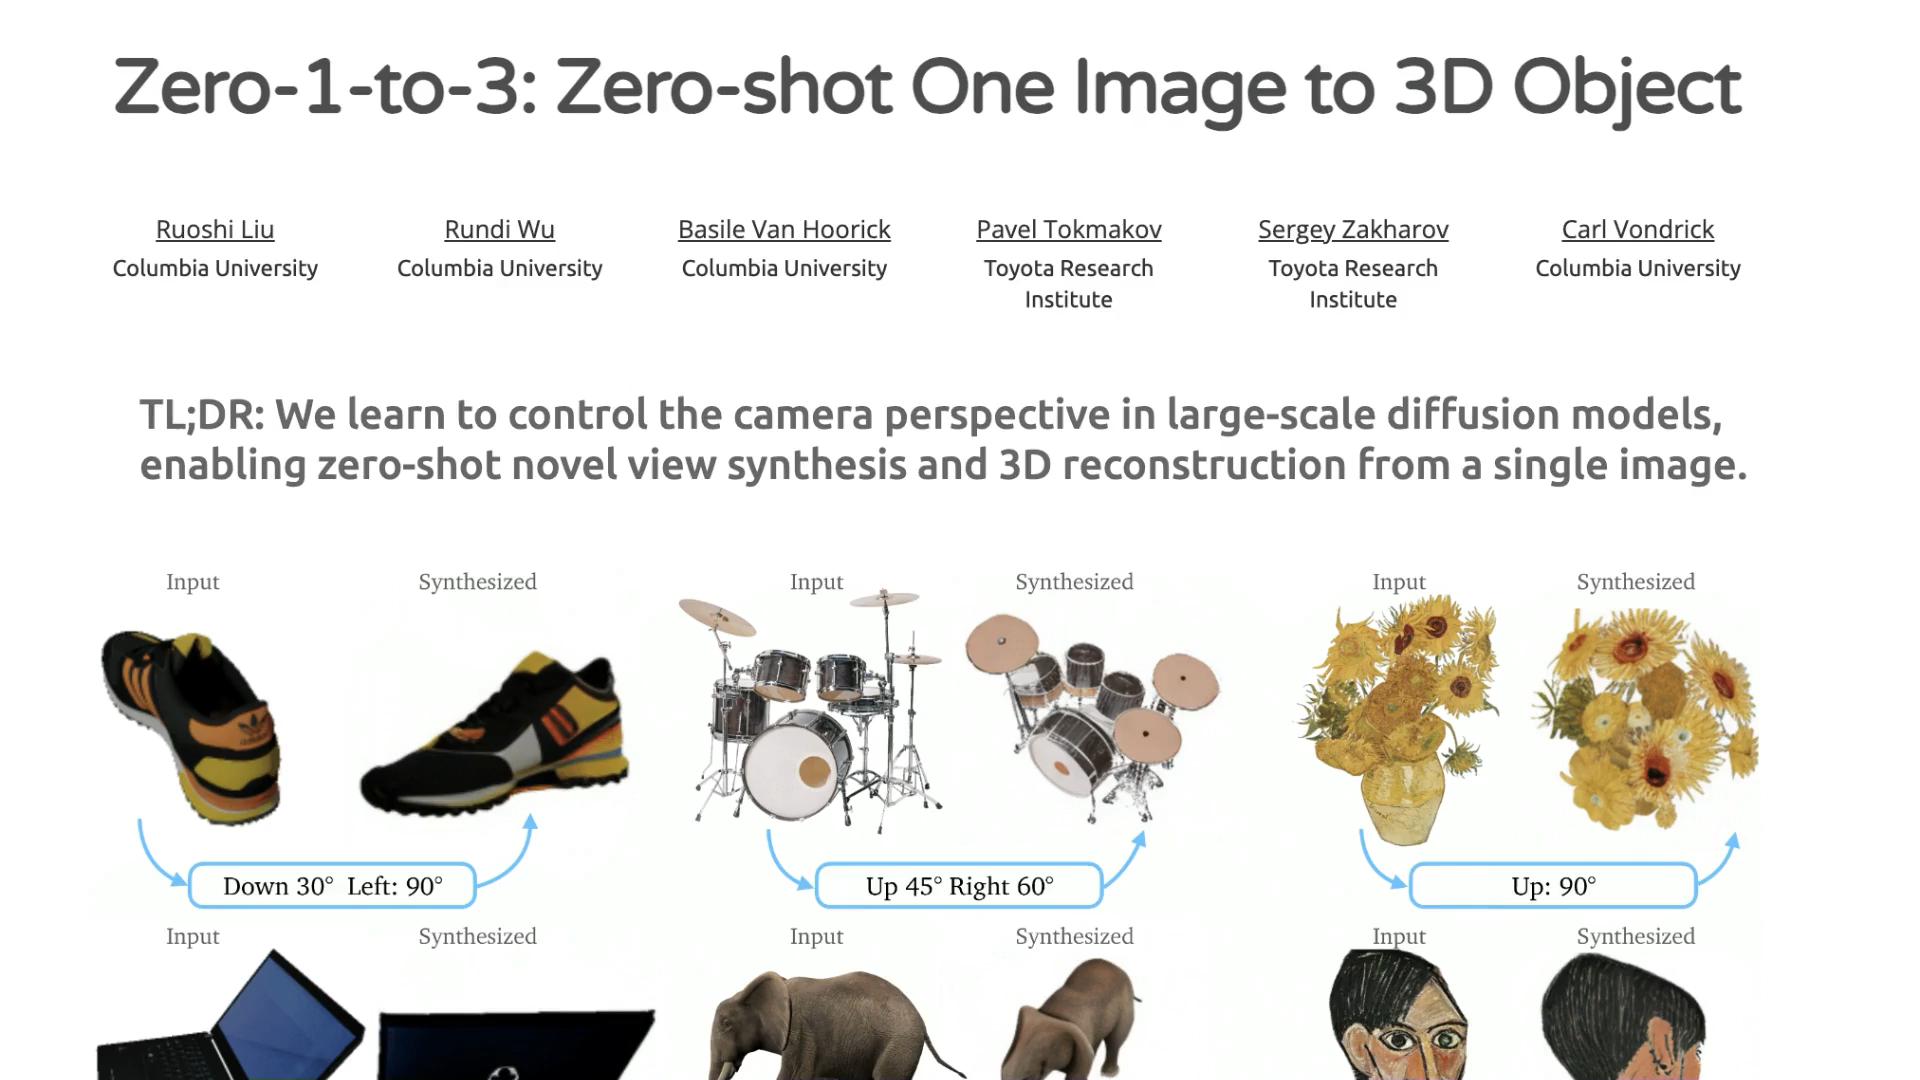 Zero-1-to-3: Zero-shot One Image to 3D Object
Ruoshi Liu
Columbia University
Rundi Wu
Columbia University
Basile Van Hoorick
Columbia University
Pavel Tokmakov
Toyota Research
Institute
Sergey Zakharov
Toyota Research
Institute
Carl Vondrick
Columbia University
TL;DR: We learn to control the camera perspective in large-scale diffusion models,
enabling zero-shot novel view synthesis and 3D reconstruction from a single image.
Input
Synthesized
Input
Synthesized
Input
Synthesized
Down 30° Left: 90°
Up 45° Right 60°
Up: 90°
Input
Synthesized
Input
Synthesized
Input
Synthesized